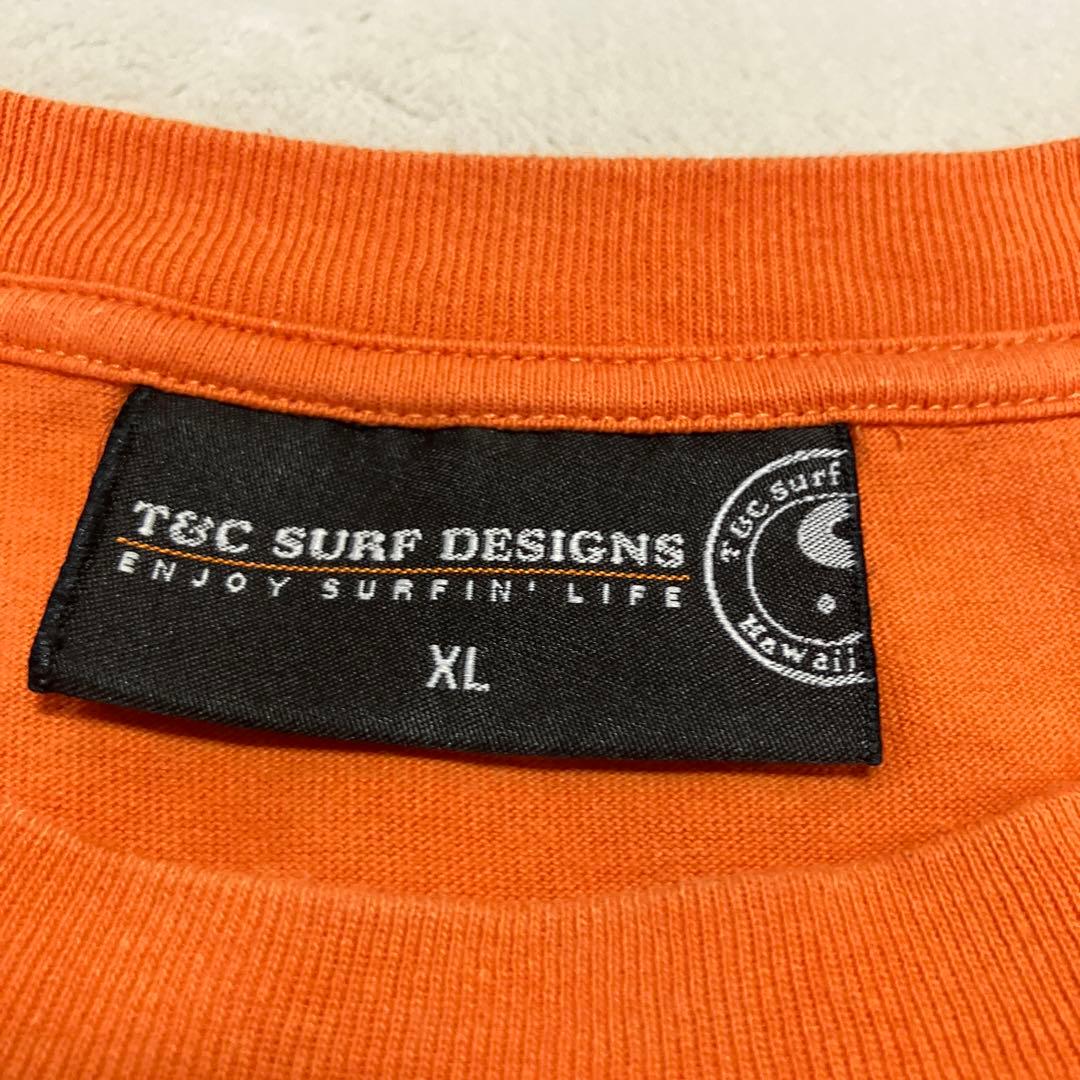 T&C SURF DESIGNS
ENJOY SURFIN' LIFE
XL
T&C Surf
Hawaii